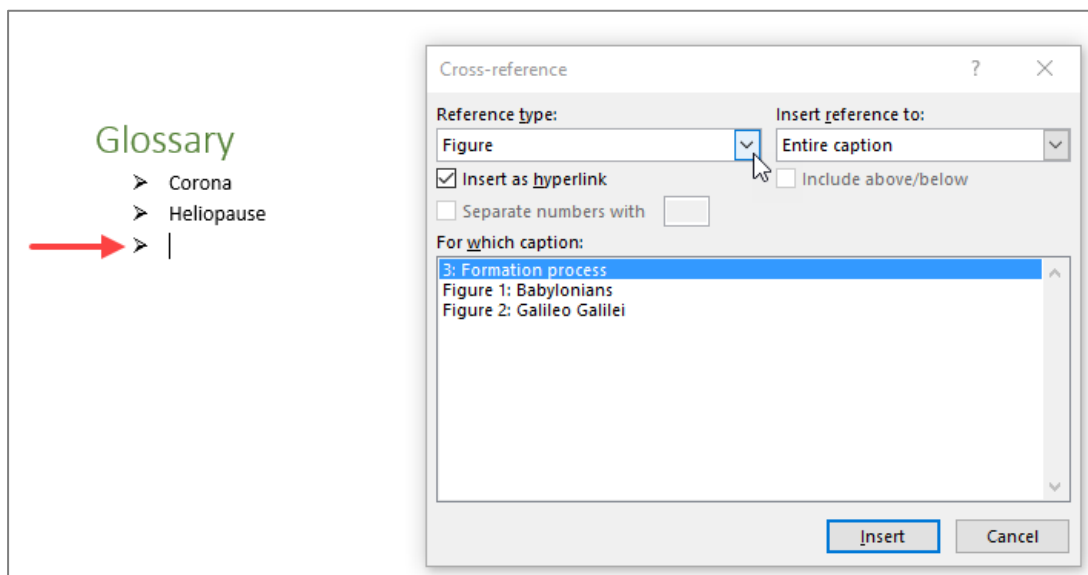 Glossary
Corona
Heliopause
Cross-reference
?
Reference type:
Insert reference to:
Figure
Entire caption
Insert as hyperlink
Include above/below
Separate numbers with
For which caption:
3: Formation process
Figure 1: Babylonians
Figure 2: Galileo Galilei
Insert
Cancel